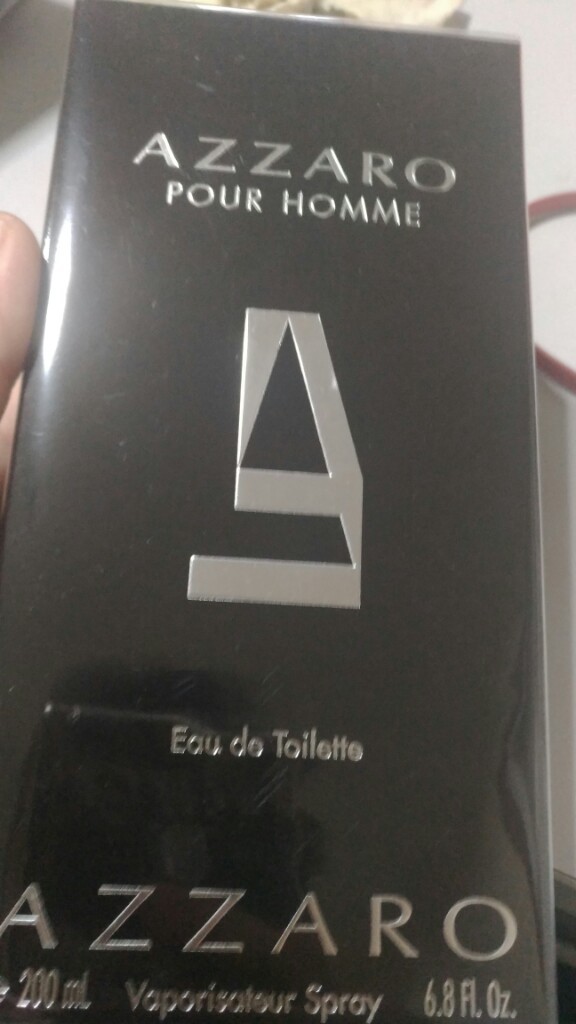 AZZARO
POUR HOMME
Eau de Toilette
AZZARO
e 200 mL Vaporisateur Spray 6.8 Fl. Oz.